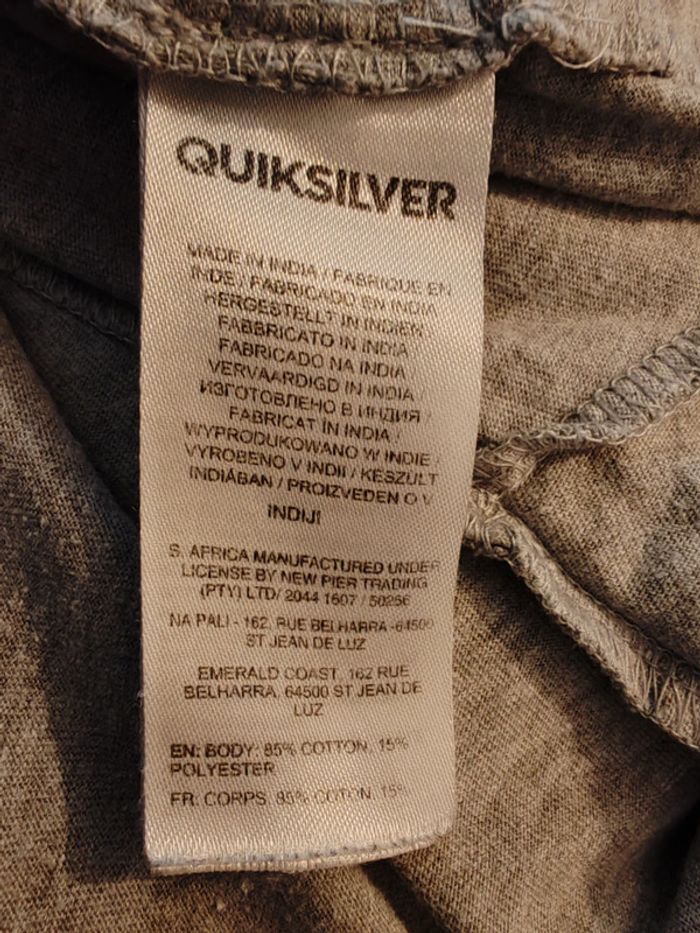 QUIKSILVER
MADE IN INDIA / FABRIQUE EN
INDE / FABRICADO EN INDIA
HERGESTELLT IN INDIEN
FABBRICATO IN INDIA
FABRICADO NA INDIA
VERVAARDIGD IN INDIA /
ИЗГОТОВЛЕНО В ИНДИЯ /
FABRICAT ÎN INDIA /
WYPRODUKOWANO W INDIE /
VYROBENO V INDII / KESZULT
INDIÁBAN / PROIZVEDEN O V
INDIJI
S. AFRICA MANUFACTURED UNDER
LICENSE BY NEW PIER TRADING
(PTY) LTD/ 2044 1607 / 50256
NA PALI - 162, RUE BELHARRA -64500
ST JEAN DE LUZ
EMERALD COAST, 162 RUE
BELHARRA, 64500 ST JEAN DE
LUZ
EN: BODY: 85% COTTON, 15%
POLYESTER
FR: CORPS: 85% COTON, 15%